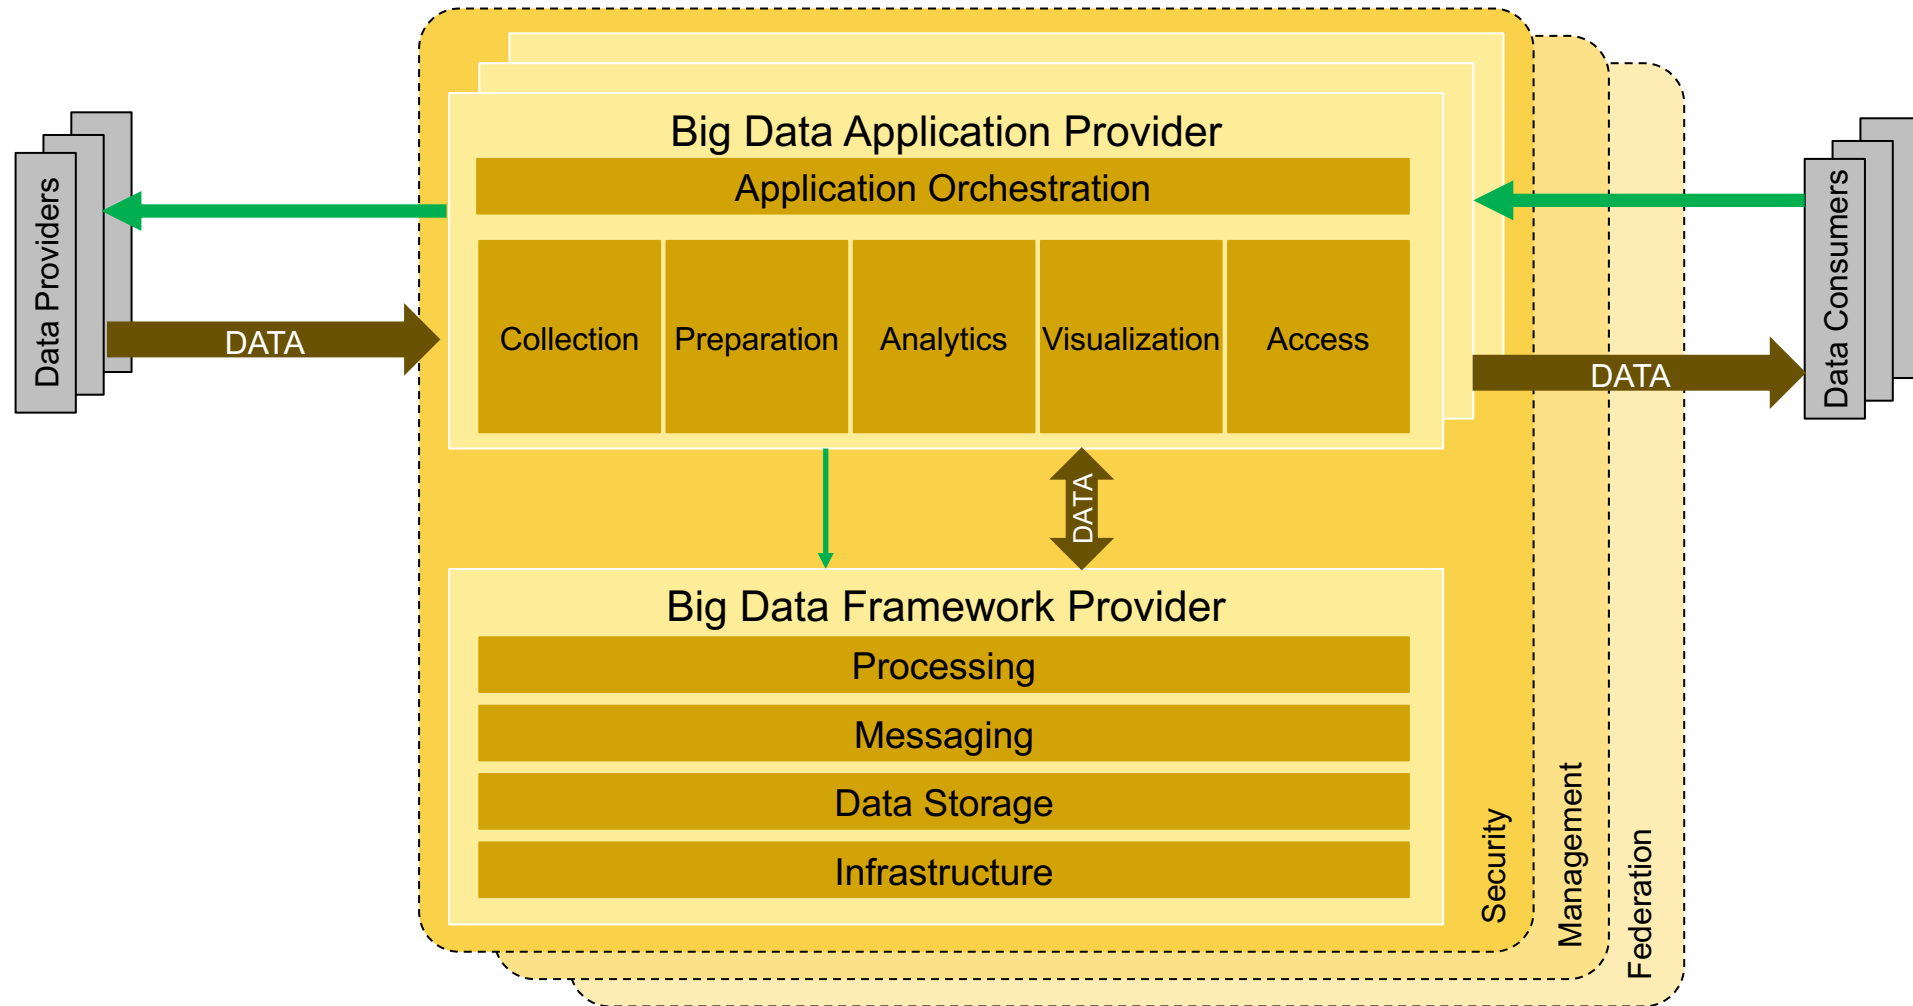 Big Data Application Provider
Application Orchestration
Data Providers
DATA
Collection
Preparation
Analytics
Visualization
Access
DATA
Data Consumers
DATA
Big Data Framework Provider
Processing
Messaging
Data Storage
Infrastructure
Security
Management
Federation